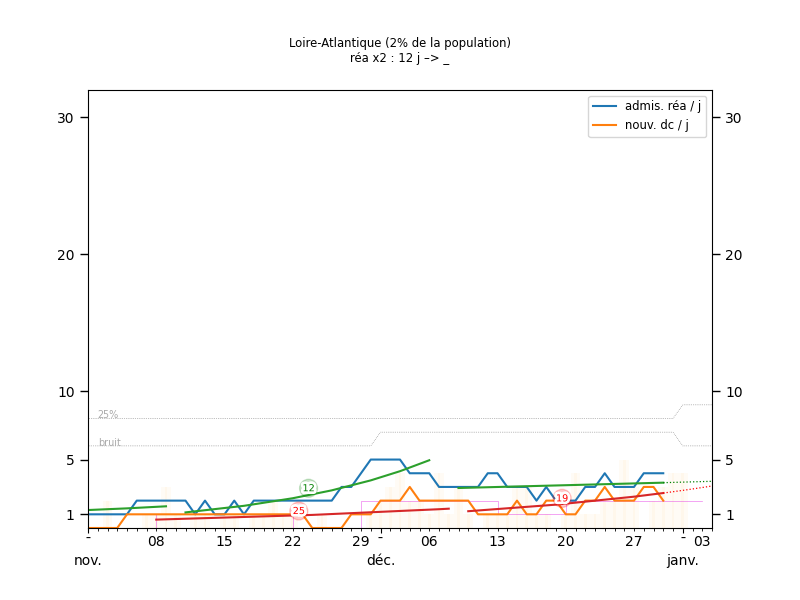 Loire-Atlantique (2% de la population)
réa x2 : 12 j –> _
admis. réa / j
nouv. dc / j
30 30
20 20
10 10
25%
bruit
5 5
12
19
25
1 1
- 08 15 22 29 - 06 13 20 27 - 03
nov. déc. janv.